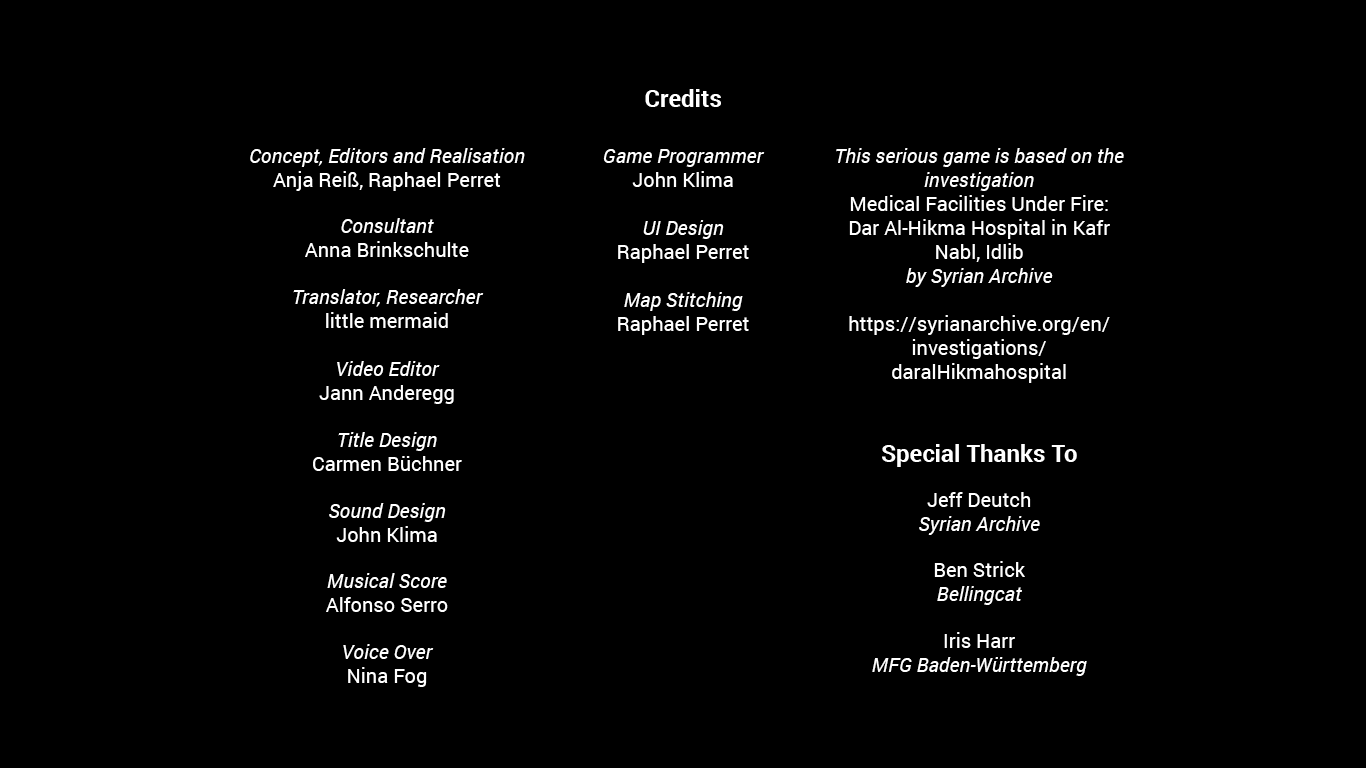 Credits
Concept, Editors and Realisation
Anja Reiß, Raphael Perret
Consultant
Anna Brinkschulte
Translator, Researcher
little mermaid
Video Editor
Jann Anderegg
Title Design
Carmen Büchner
Sound Design
John Klima
Musical Score
Alfonso Serro
Voice Over
Nina Fog
Game Programmer
John Klima
UI Design
Raphael Perret
Map Stitching
Raphael Perret
This serious game is based on the
investigation
Medical Facilities Under Fire:
Dar Al-Hikma Hospital in Kafr
Nabl, Idlib
by Syrian Archive
https://syrianarchive.org/en/
investigations/
daralHikmahospital
Special Thanks To
Jeff Deutch
Syrian Archive
Ben Strick
Bellingcat
Iris Harr
MFG Baden-Württemberg